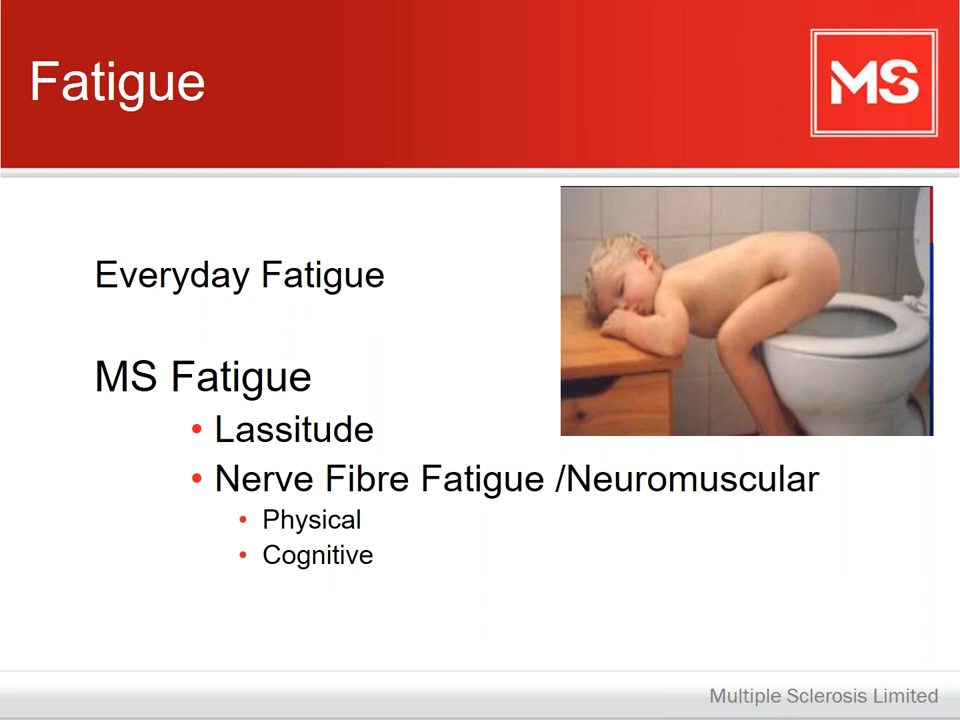 Fatigue
MS
Everyday Fatigue
MS Fatigue
• Lassitude
• Nerve Fibre Fatigue /Neuromuscular
• Physical
• Cognitive
Multiple Sclerosis Limited